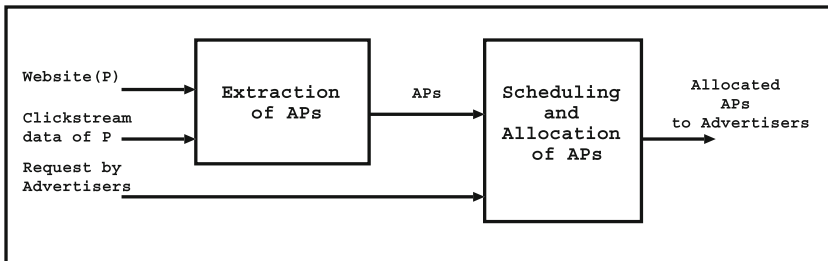 Website(P)
Clickstream
data of P
Request by
Advertisers
Extraction
of APs
APs
Scheduling
and
Allocation
of APs
Allocated
APs
to Advertisers